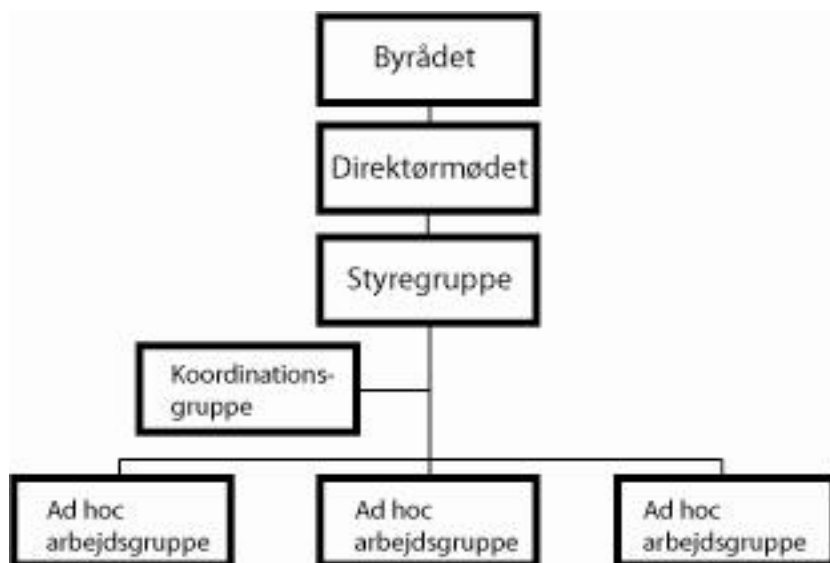 Byrådet
Direktørmødet
Styregruppe
Koordinations-
gruppe
Ad hoc
arbejdsgruppe
Ad hoc
arbejdsgruppe
Ad hoc
arbejdsgruppe